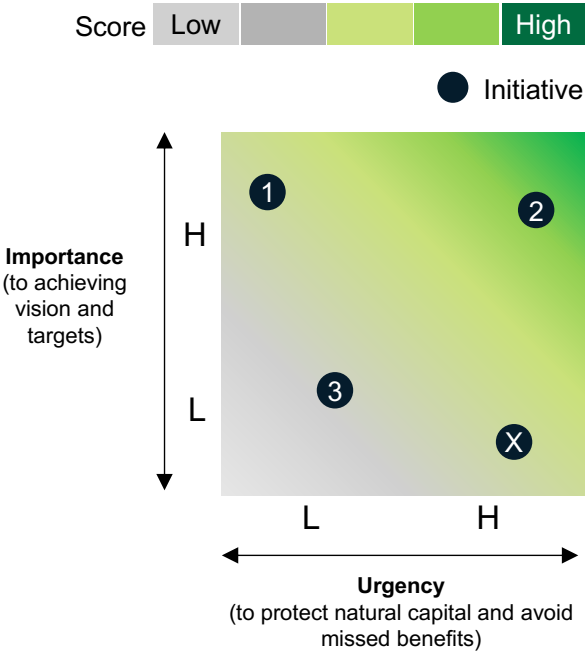 Score Low High
Initiative
1
2
H
Importance
(to achieving
vision and
targets)
3
L
X
L H
Urgency
(to protect natural capital and avoid
missed benefits)